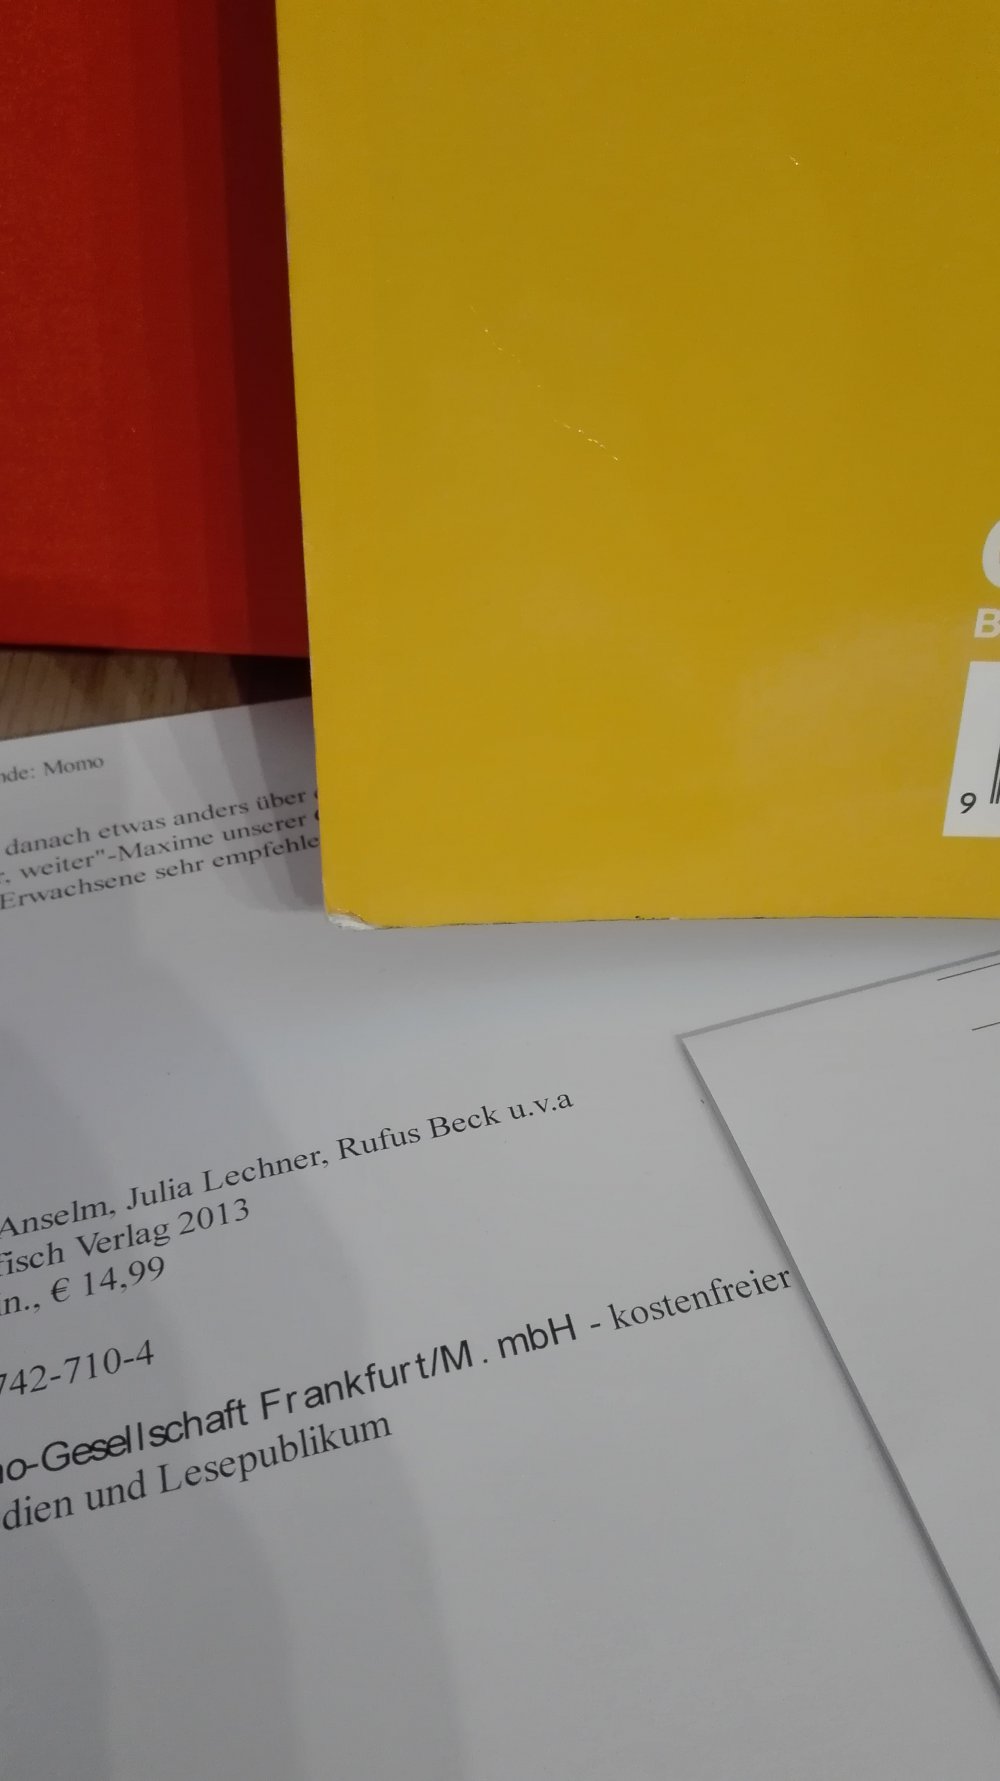 nde: Momo
danach etwas anders über
r. weiter"-Maxime unserer
Erwachsene sehr empfehle
B
9
Anselm, Julia Lechner, Rufus Beck u.v.a
fisch Verlag 2013
in., € 14,99
742-710-4
no-Gesellschaft Frankfurt/M. mbH - kostenfreier
dien und Lesepublikum